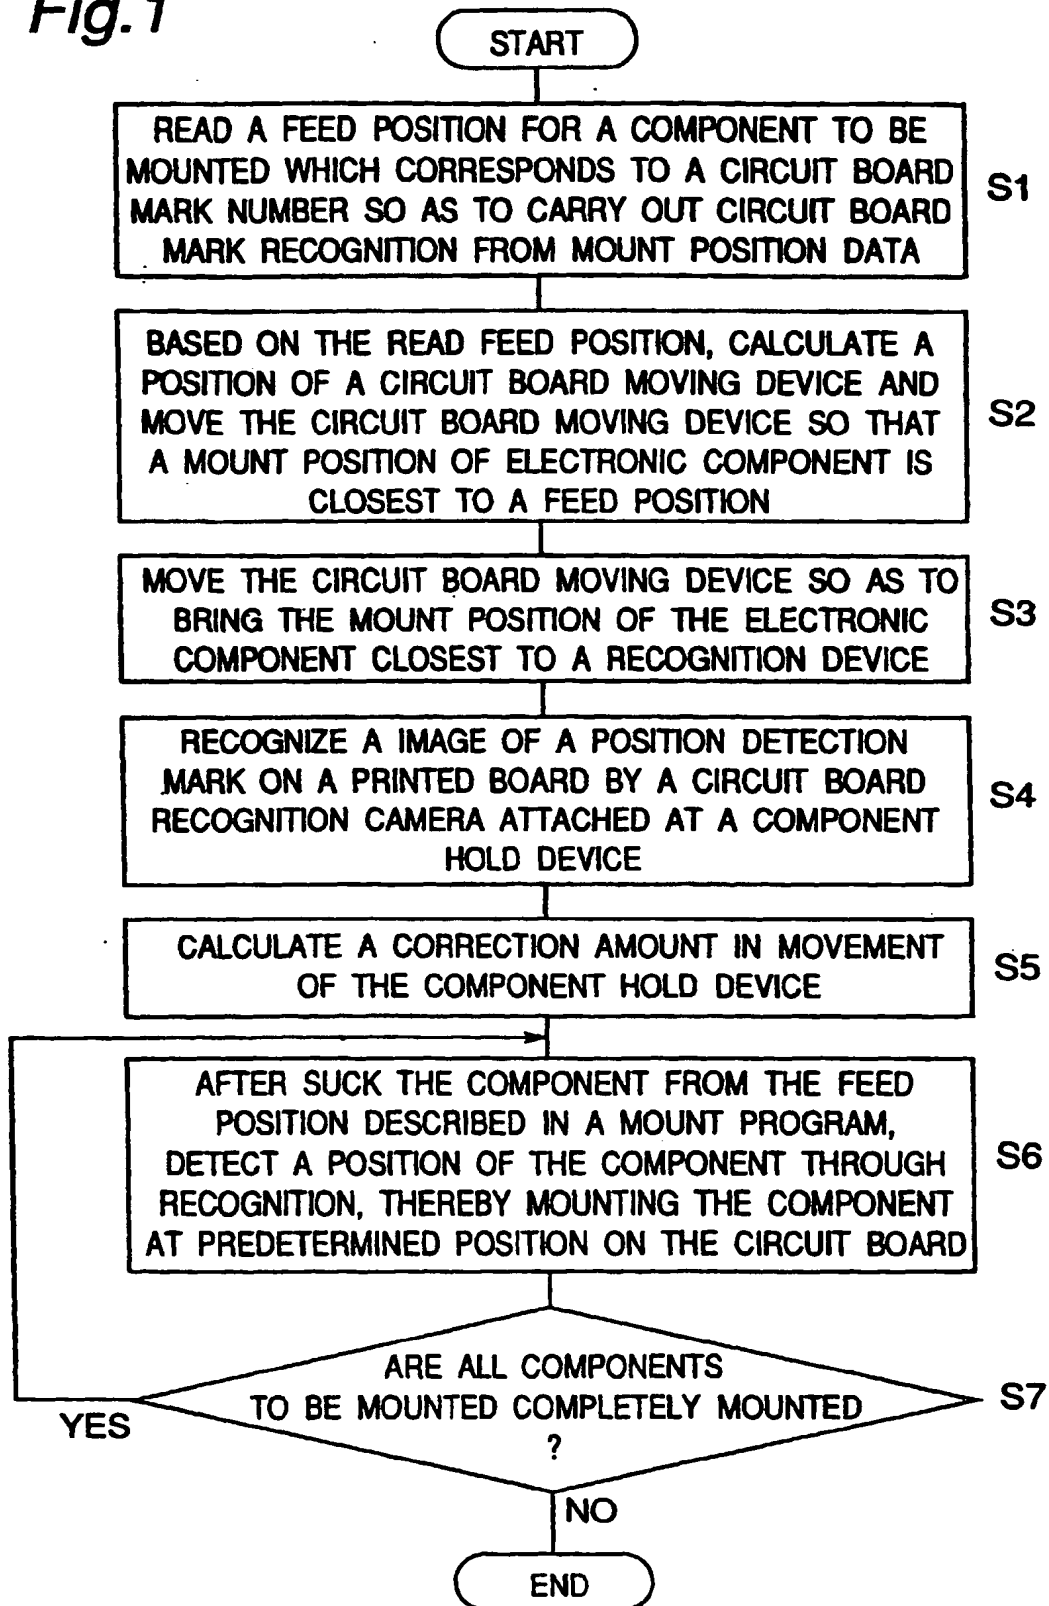 Fig.1
START
READ A FEED POSITION FOR A COMPONENT TO BE
MOUNTED WHICH CORRESPONDS TO A CIRCUIT BOARD
MARK NUMBER SO AS TO CARRY OUT CIRCUIT BOARD
MARK RECOGNITION FROM MOUNT POSITION DATA
S1
BASED ON THE READ FEED POSITION, CALCULATE A
POSITION OF A CIRCUIT BOARD MOVING DEVICE AND
MOVE THE CIRCUIT BOARD MOVING DEVICE SO THAT
A MOUNT POSITION OF ELECTRONIC COMPONENT IS
CLOSEST TO A FEED POSITION
S2
MOVE THE CIRCUIT BOARD MOVING DEVICE SO AS TO
BRING THE MOUNT POSITION OF THE ELECTRONIC
COMPONENT CLOSEST TO A RECOGNITION DEVICE
S3
RECOGNIZE A IMAGE OF A POSITION DETECTION
MARK ON A PRINTED BOARD BY A CIRCUIT BOARD
RECOGNITION CAMERA ATTACHED AT A COMPONENT
HOLD DEVICE
S4
CALCULATE A CORRECTION AMOUNT IN MOVEMENT
OF THE COMPONENT HOLD DEVICE
S5
AFTER SUCK THE COMPONENT FROM THE FEED
POSITION DESCRIBED IN A MOUNT PROGRAM,
DETECT A POSITION OF THE COMPONENT THROUGH
RECOGNITION, THEREBY MOUNTING THE COMPONENT
AT PREDETERMINED POSITION ON THE CIRCUIT BOARD
S6
ARE ALL COMPONENTS
TO BE MOUNTED COMPLETELY MOUNTED
?
S7
YES
NO
END